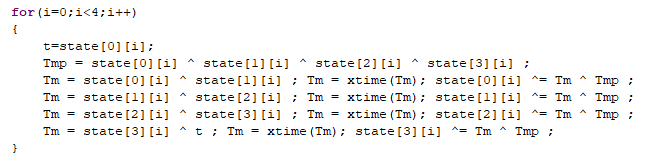 for(i=0;i<4;i++)
{
t=state[0][i];
Tmp = state[0][i] ^ state[1][i] ^ state[2][i] ^ state[3][i] ;
Tm = state[0][i] ^ state[1][i] ; Tm = xtime(Tm); state[0][i] ^= Tm ^ Tmp ;
Tm = state[1][i] ^ state[2][i] ; Tm = xtime(Tm); state[1][i] ^= Tm ^ Tmp ;
Tm = state[2][i] ^ state[3][i] ; Tm = xtime(Tm); state[2][i] ^= Tm ^ Tmp ;
Tm = state[3][i] ^ t ; Tm = xtime(Tm); state[3][i] ^= Tm ^ Tmp ;
}